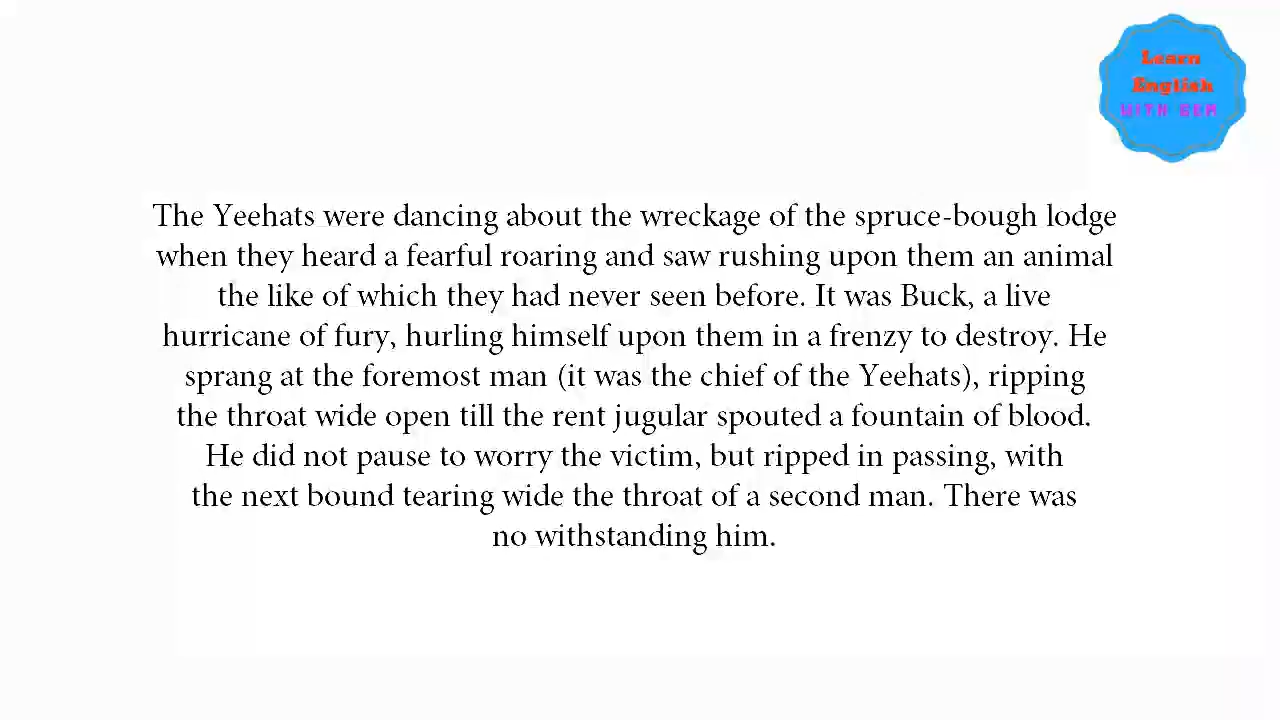 Learn
English
The Yeehats were dancing about the wreckage of the spruce-bough lodge
when they heard a fearful roaring and saw rushing upon them an animal
the like of which they had never seen before. It was Buck, a live
hurricane of fury, hurling himself upon them in a frenzy to destroy. He
sprang at the foremost man (it was the chief of the Yeehats), ripping
the throat wide open till the rent jugular spouted a fountain of blood.
He did not pause to worry the victim, but ripped in passing, with
the next bound tearing wide the throat of a second man. There was
no withstanding him.